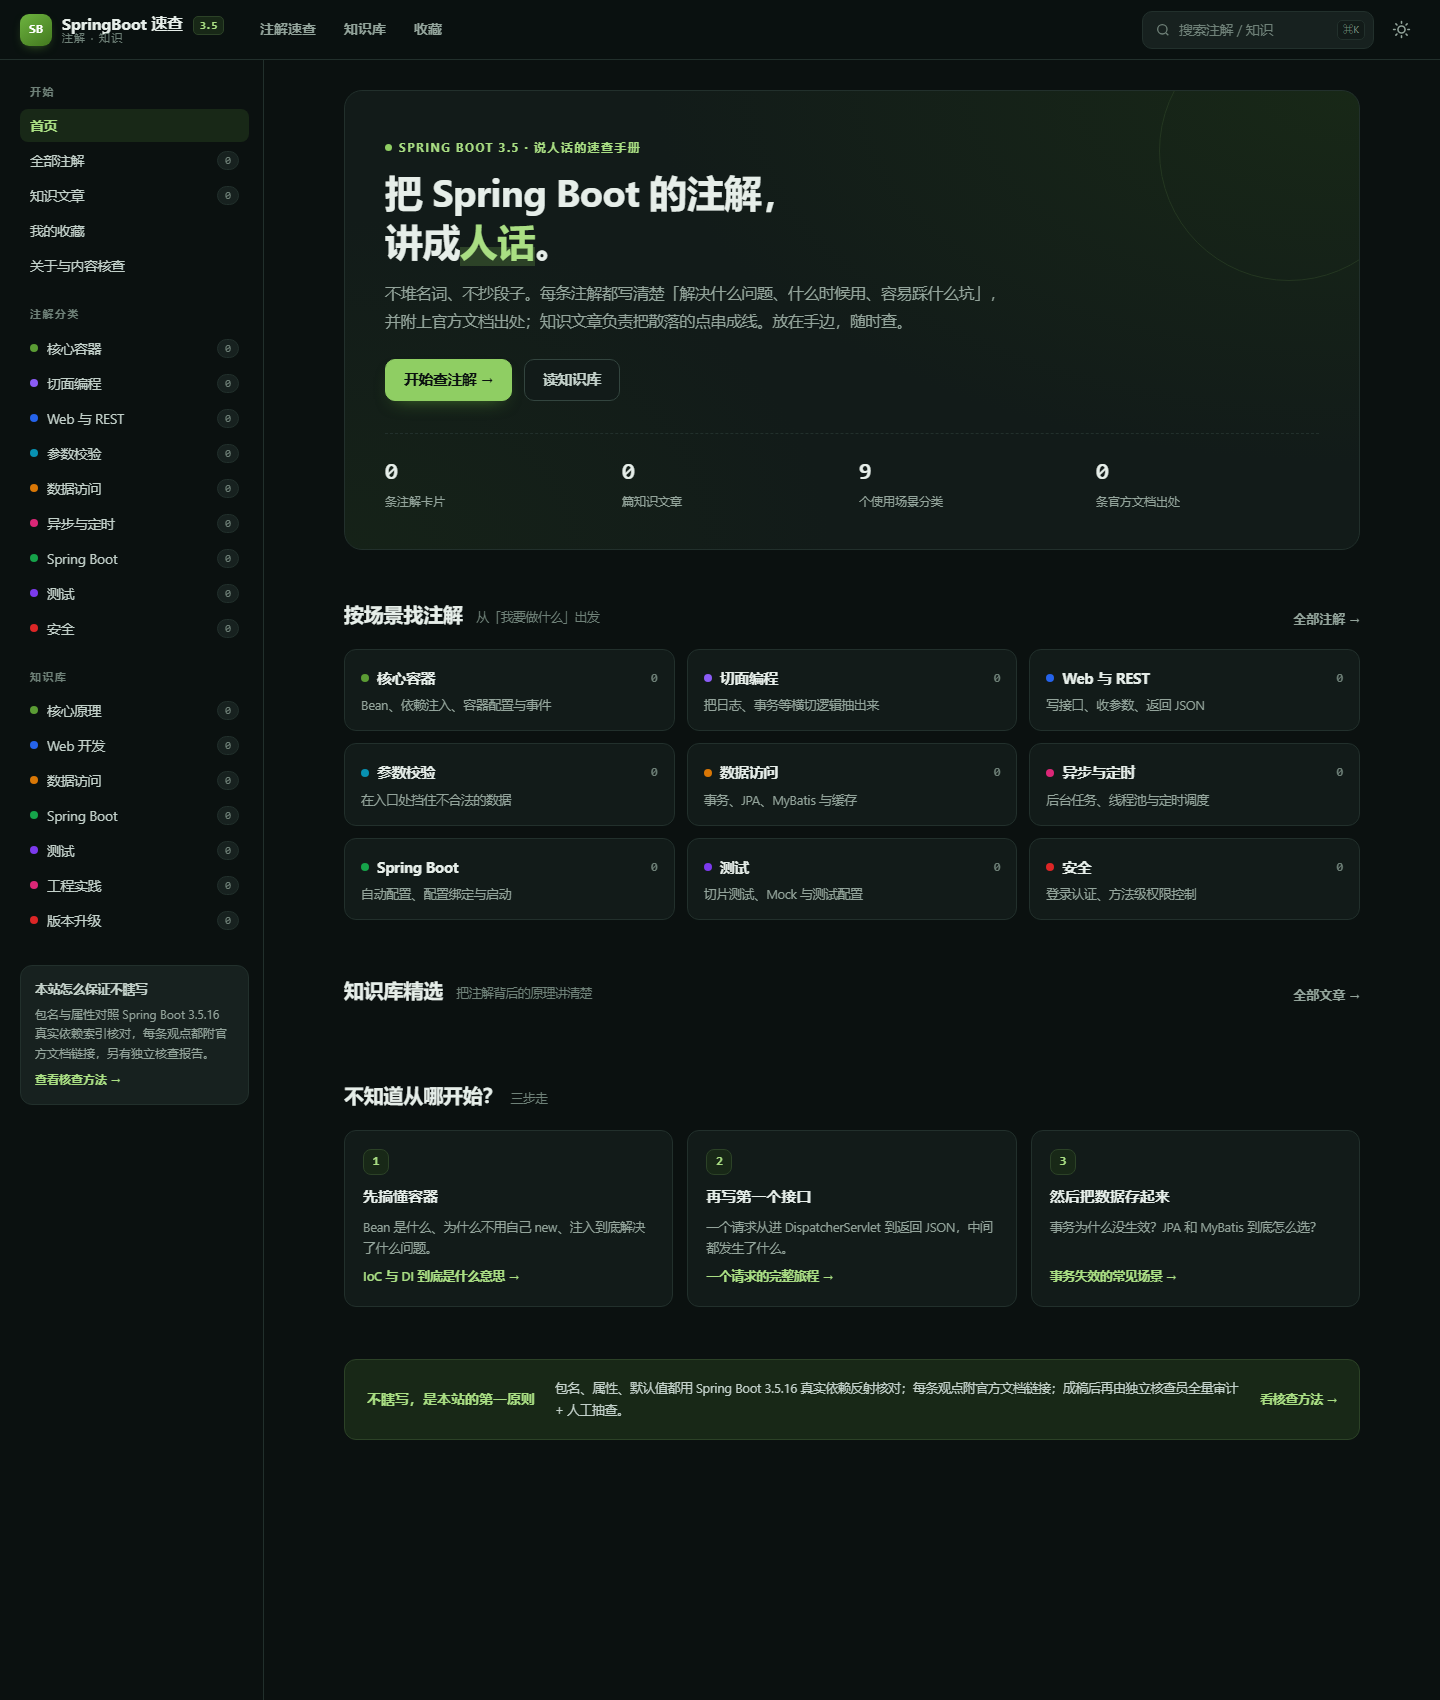 SB
SpringBoot 速查
3.5
注解 · 知识
注解速查
知识库
收藏
搜索注解 / 知识
⌘K
开始
首页
全部注解
0
知识文章
0
我的收藏
关于与内容核查
注解分类
核心容器
0
切面编程
0
Web 与 REST
0
参数校验
0
数据访问
0
异步与定时
0
Spring Boot
0
测试
0
安全
0
知识库
核心原理
0
Web 开发
0
数据访问
0
Spring Boot
0
测试
0
工程实践
0
版本升级
0
本站怎么保证不瞎写
包名与属性对照 Spring Boot 3.5.16
真实依赖索引核对，每条观点都附官
方文档链接，另有独立核查报告。
查看核查方法 →
SPRING BOOT 3.5 · 说人话的速查手册
把 Spring Boot 的注解，
讲成人话。
不堆名词、不抄段子。每条注解都写清楚「解决什么问题、什么时候用、容易踩什么坑」，
并附上官方文档出处；知识文章负责把散落的点串成线。放在手边，随时查。
开始查注解 →
读知识库
0
条注解卡片
0
篇知识文章
9
个使用场景分类
0
条官方文档出处
按场景找注解
从「我要做什么」出发
全部注解 →
核心容器
0
Bean、依赖注入、容器配置与事件
切面编程
0
把日志、事务等横切逻辑抽出来
Web 与 REST
0
写接口、收参数、返回 JSON
参数校验
0
在入口处挡住不合法的数据
数据访问
0
事务、JPA、MyBatis 与缓存
异步与定时
0
后台任务、线程池与定时调度
Spring Boot
0
自动配置、配置绑定与启动
测试
0
切片测试、Mock 与测试配置
安全
0
登录认证、方法级权限控制
知识库精选
把注解背后的原理讲清楚
全部文章 →
不知道从哪开始？
三步走
1
先搞懂容器
Bean 是什么、为什么不用自己 new、注入到底解决
了什么问题。
IoC 与 DI 到底是什么意思 →
2
再写第一个接口
一个请求从进 DispatcherServlet 到返回 JSON，中间
都发生了什么。
一个请求的完整旅程 →
3
然后把数据存起来
事务为什么没生效？JPA 和 MyBatis 到底怎么选？
事务失效的常见场景 →
不瞎写，是本站的第一原则
包名、属性、默认值都用 Spring Boot 3.5.16 真实依赖反射核对；每条观点附官方文档链接；成稿后再由独立核查员全量审计
+ 人工抽查。
看核查方法 →